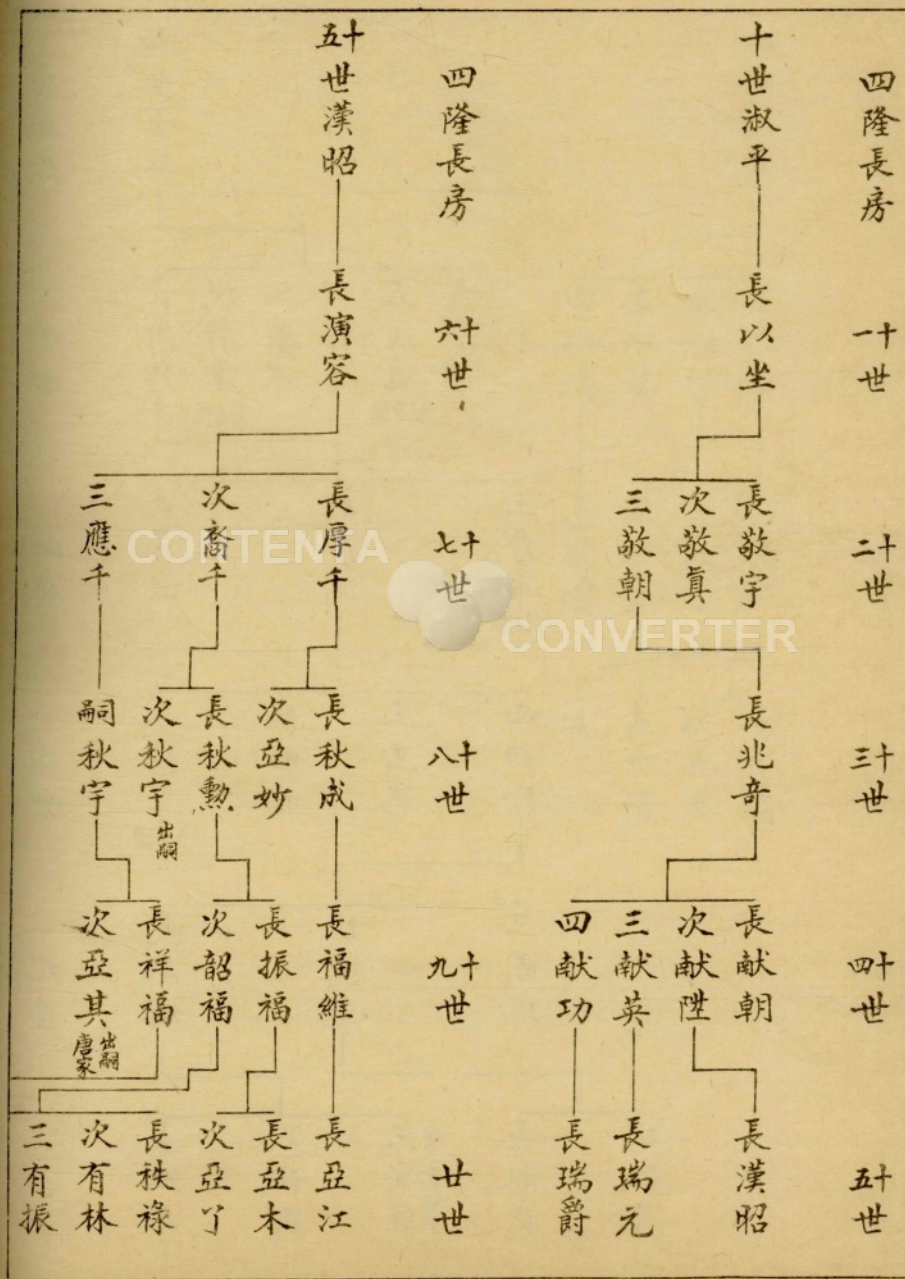 四隆長房
十一世
十二世
十三世
十四世
十五世
十世淑平
長以坐
長敬宇
長兆奇
長献朝
長漢昭
次敬眞
次献陞
三敬朝
三献英
長瑞元
四献功
長瑞爵
四隆長房
十六世
十七世
十八世
十九世
廿世
十五世漢昭
長演容
長厚千
長秋成
長福維
長亞江
次亞妙
長振福
長亞木
次喬千
長秋勳
次韶福
次亞丫
次秋宇
出嗣
長祥福
長秩祿
三應千
嗣秋宇
次亞其
出嗣
唐家
次有林
三有振
CONTENTA
CONVERTER